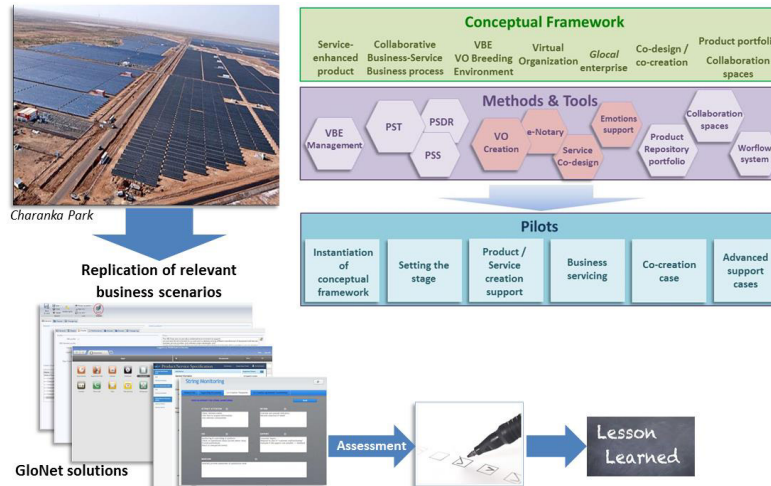 Conceptual Framework
Service-
enhanced
product
Collaborative
Business-Service
Business process
VBE
VO Breeding
Environment
Virtual
Organization
Glocal
enterprise
Co-design /
co-creation
Product portfoli
Collaboration
spaces
Methods & Tools
VBE
Management
PST
PSDR
PSS
VO
Creation
e-Notary
Service
Co-design
Emotions
support
Product
Repository
portfolio
Collaboration
spaces
Worflow
system
Charanka Park
Pilots
Instantiation
of
conceptual
framework
Setting the
stage
Product /
Service
creation
support
Business
servicing
Co-creation
case
Advanced
support
cases
Replication of relevant
business scenarios
Product/Service Specification
String Monitoring
GloNet solutions
Assessment
Lesson
Learned